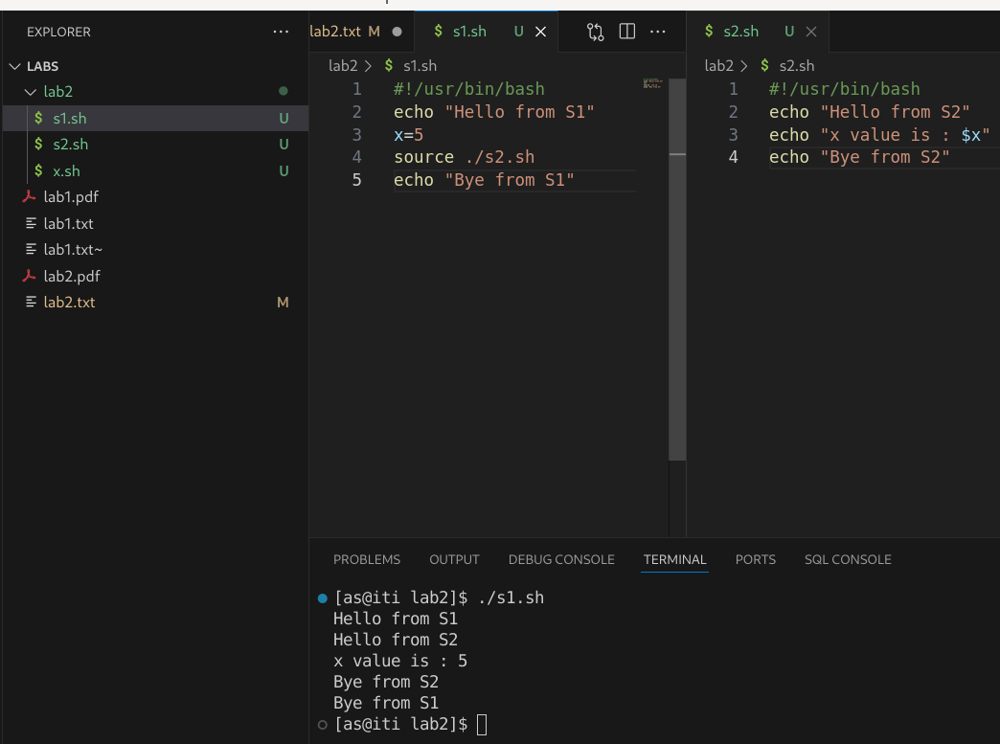 EXPLORER
LABS
lab2
s1.sh U
s2.sh U
x.sh U
lab1.pdf
lab1.txt
lab1.txt~
lab2.pdf
lab2.txt M
lab2.txt M
s1.sh U
lab2 > $ s1.sh
1 #!/usr/bin/bash
2 echo "Hello from S1"
3 x=5
4 source ./s2.sh
5 echo "Bye from S1"
$ s2.sh U
lab2 > $ s2.sh
1 #!/usr/bin/bash
2 echo "Hello from S2"
3 echo "x value is : $x"
4 echo "Bye from S2"
PROBLEMS OUTPUT DEBUG CONSOLE TERMINAL PORTS SQL CONSOLE
[as@iti lab2]$ ./s1.sh
Hello from S1
Hello from S2
x value is : 5
Bye from S2
Bye from S1
[as@iti lab2]$